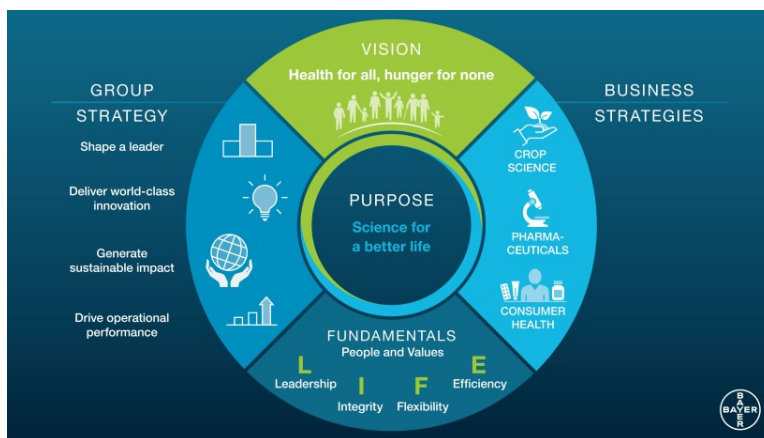 VISION
Health for all, hunger for none
GROUP
STRATEGY
Shape a leader
Deliver world-class
innovation
Generate
sustainable impact
Drive operational
performance
PURPOSE
Science for
a better life
BUSINESS
STRATEGIES
CROP
SCIENCE
PHARMA-
CEUTICALS
CONSUMER
HEALTH
FUNDAMENTALS
People and Values
L I F E
Leadership
Integrity
Flexibility
Efficiency
BAYER
BAYER